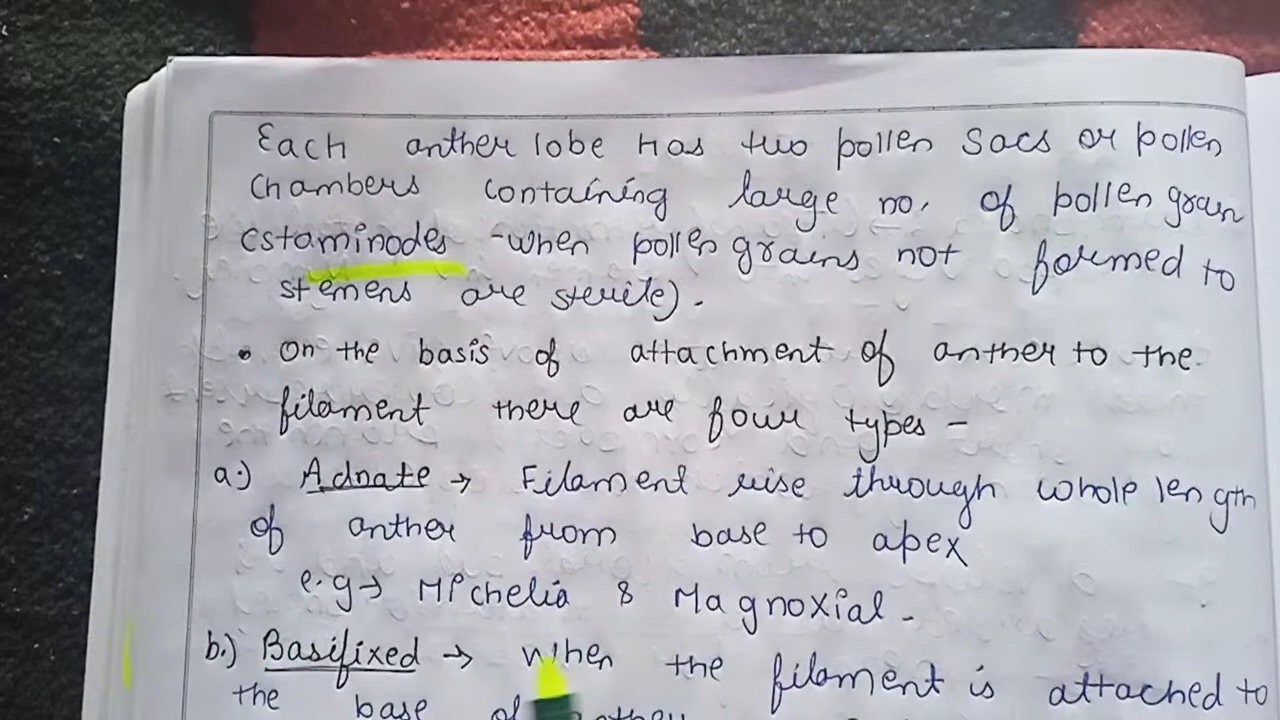 Each anther lobe has two pollen sacs or pollen
chambers containing large no. of pollen grain
(staminodes - when pollen grains not formed to
stemens are sterile).
• On the basis of attachment of anther to the
filament there are four types -
a.) Adnate → Filament rise through whole length
of anther from base to apex
e.g → Michelia & Magnoxial.
b.) Basifixed → When the filament is attached to
the base of